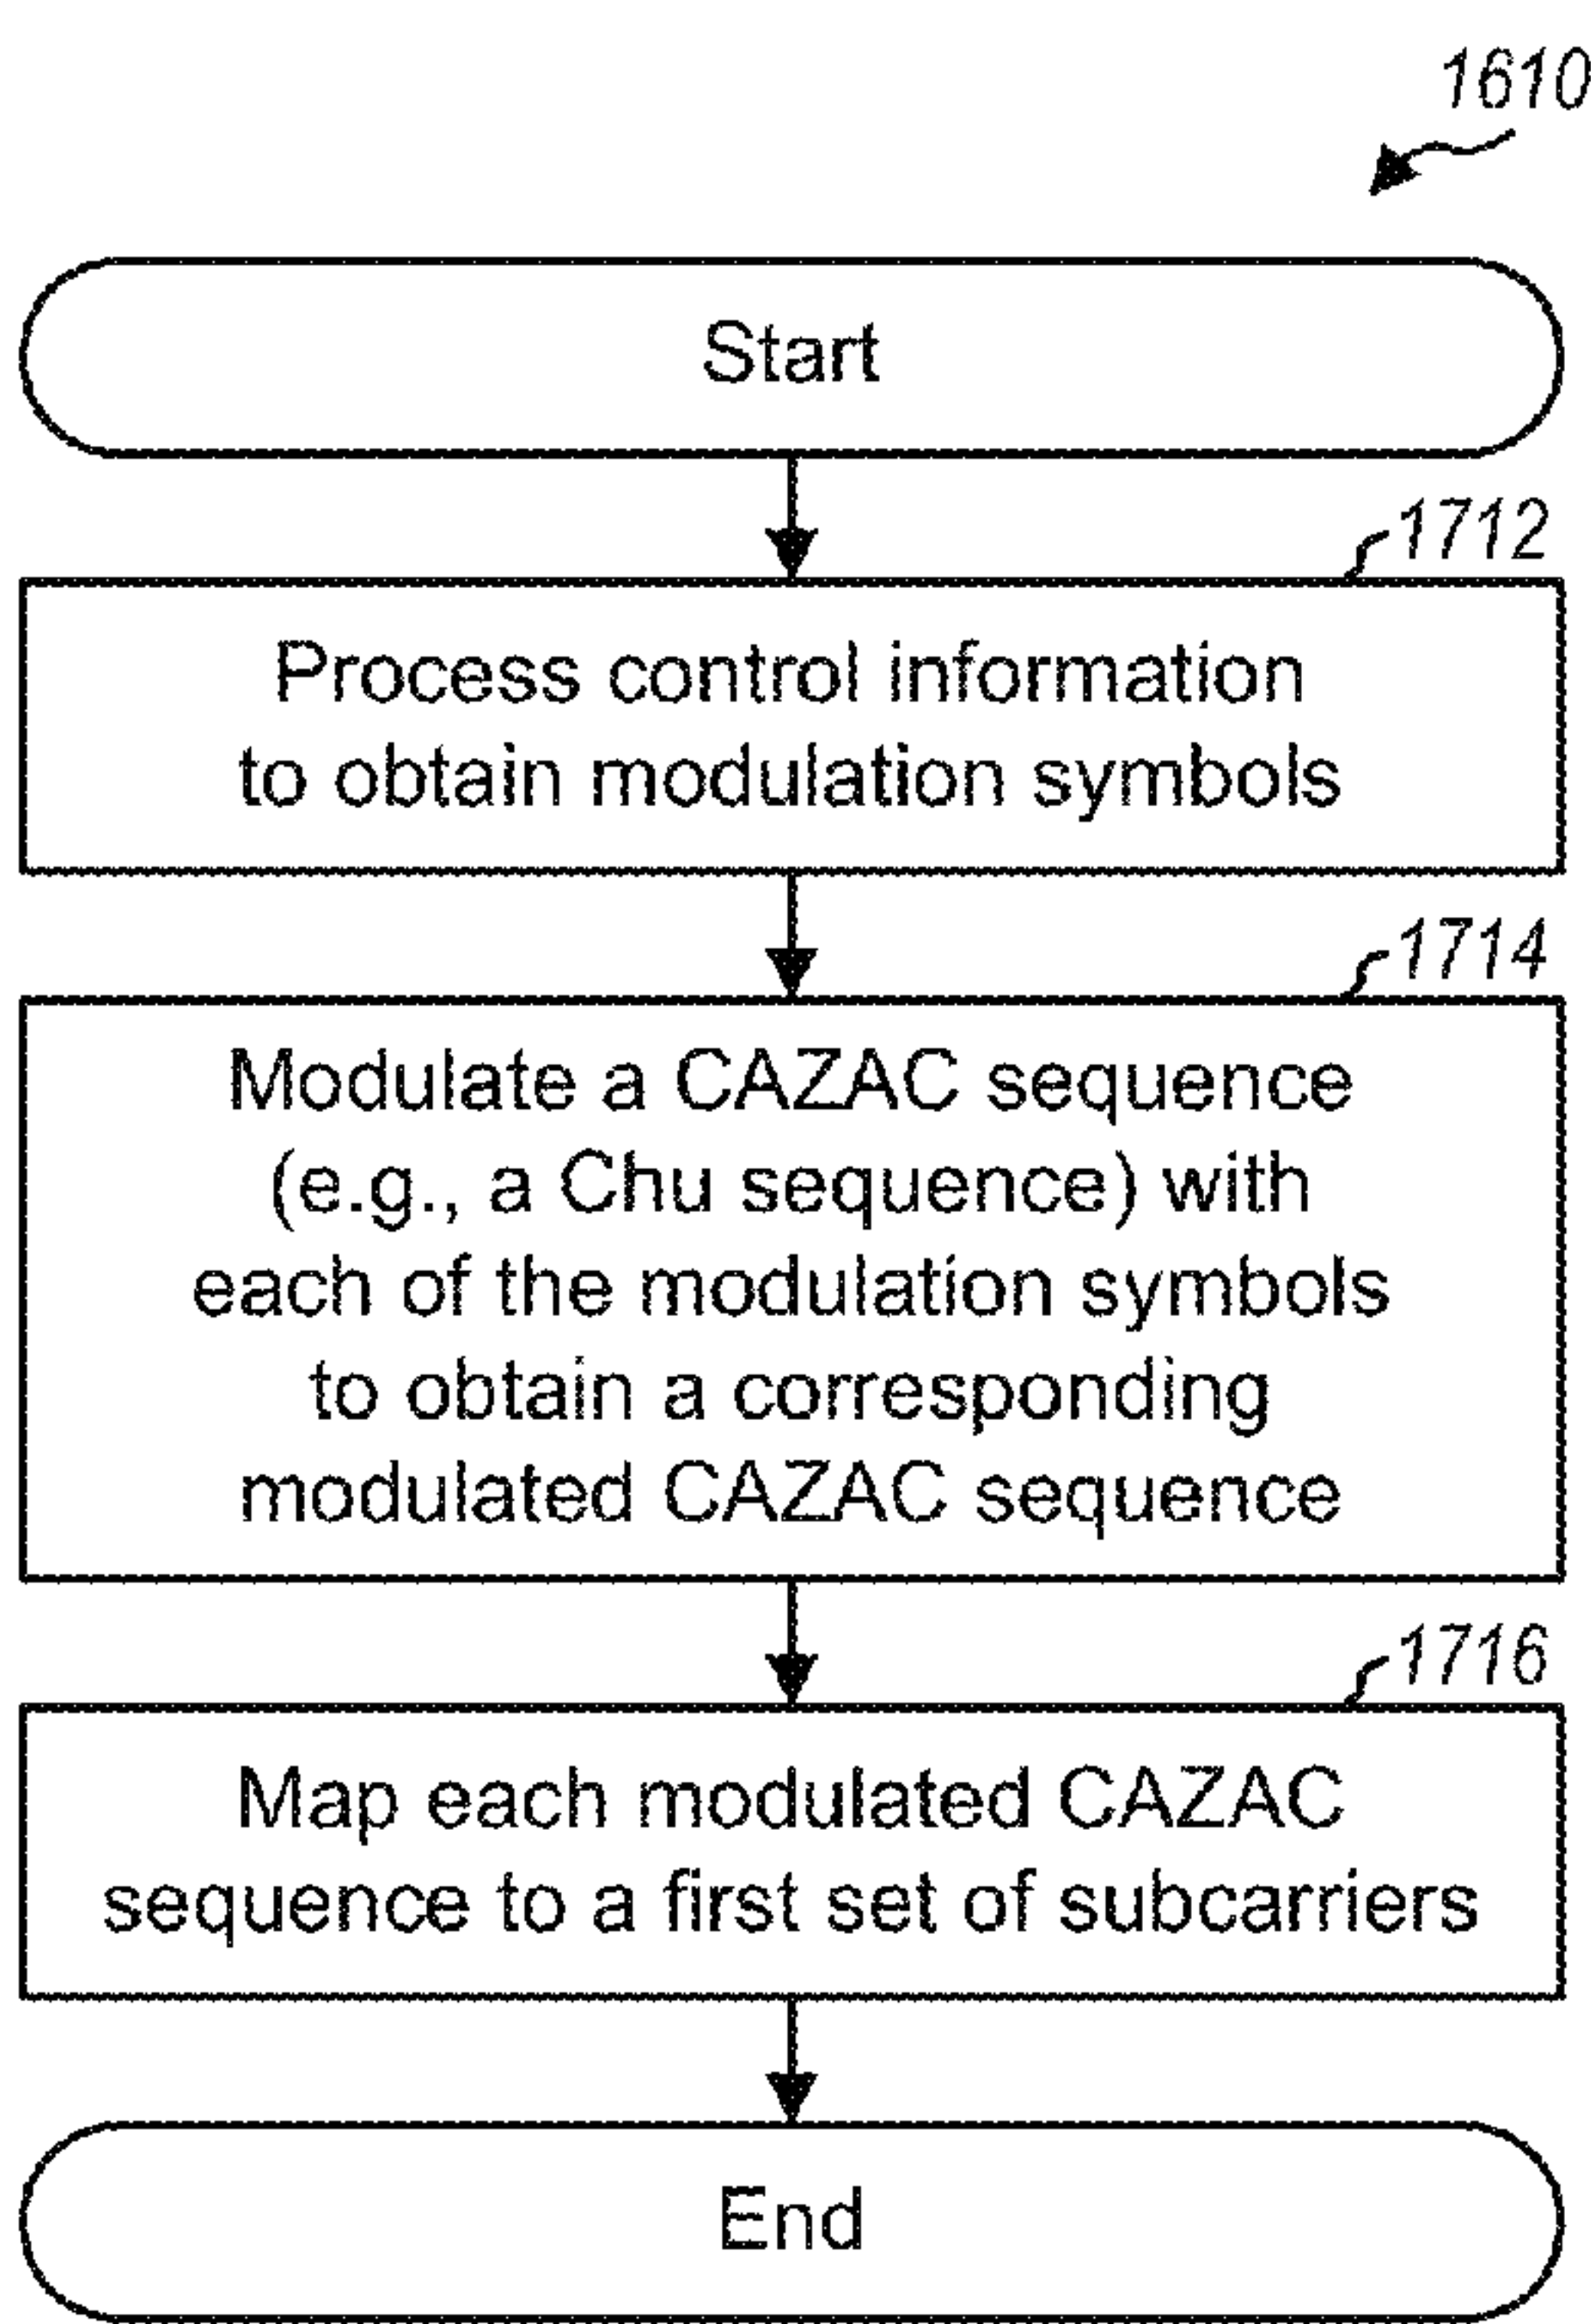 1610
Start
1712
Process control information
to obtain modulation symbols
1714
Modulate a CAZAC sequence
(e.g., a Chu sequence) with
each of the modulation symbols
to obtain a corresponding
modulated CAZAC sequence
1716
Map each modulated CAZAC
sequence to a first set of subcarriers
End